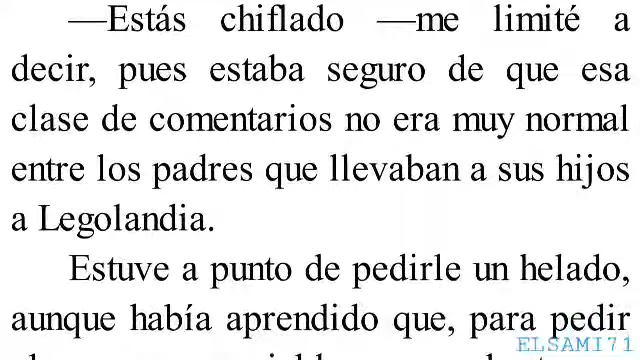 —Estás chiflado —me limité a
decir, pues estaba seguro de que esa
clase de comentarios no era muy normal
entre los padres que llevaban a sus hijos
a Legolandia.
Estuve a punto de pedirle un helado,
aunque había aprendido que, para pedir
ELSAMI71